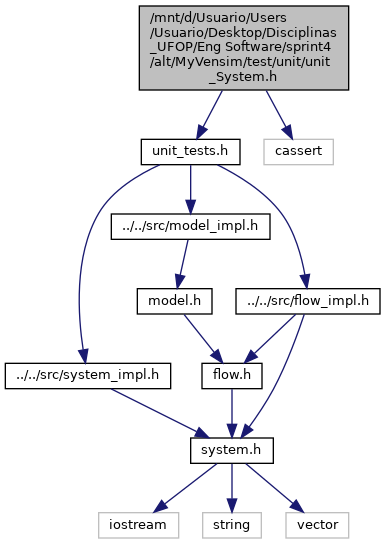 /mnt/d/Usuario/Users
/Usuario/Desktop/Disciplinas
_UFOP/Eng Software/sprint4
/alt/MyVensim/test/unit/unit
_System.h
unit_tests.h
cassert
../../src/model_impl.h
model.h
../../src/flow_impl.h
../../src/system_impl.h
flow.h
system.h
iostream
string
vector